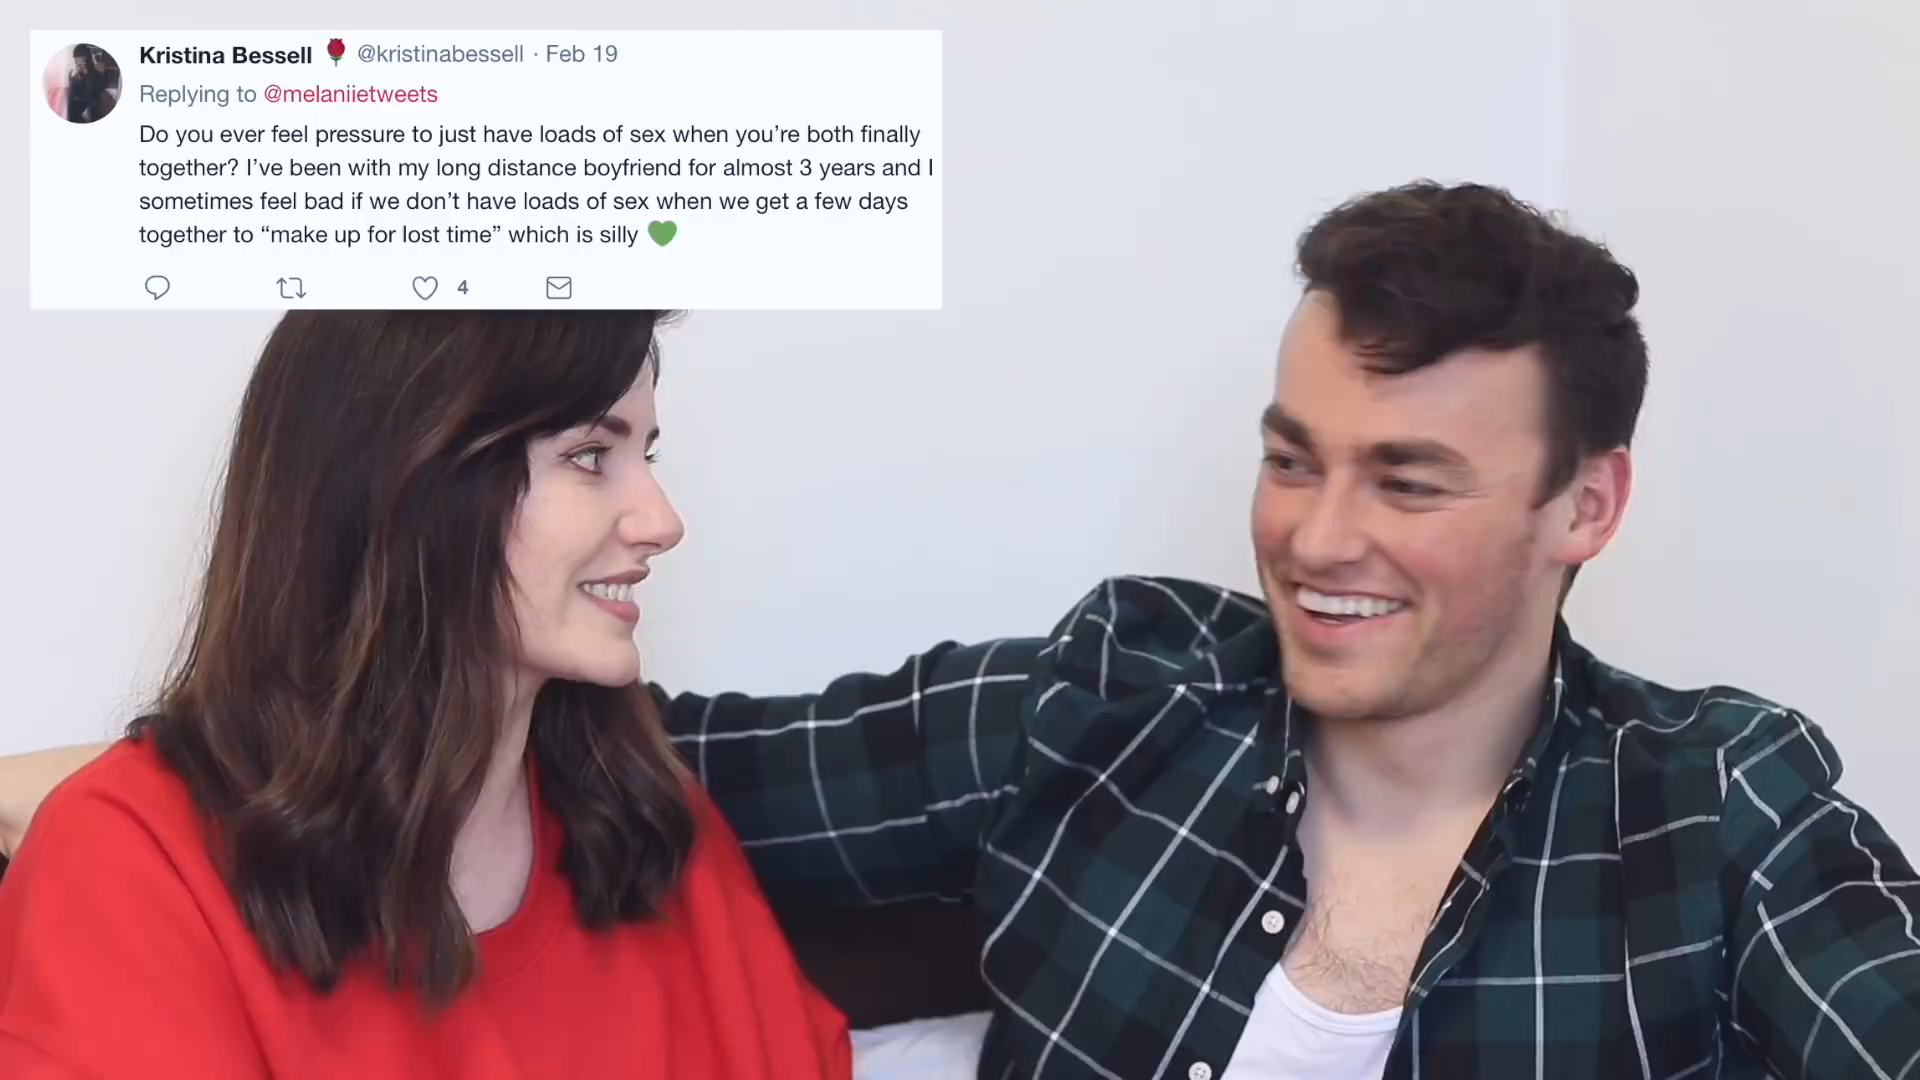 Kristina Bessell 🌹 @kristinabessell · Feb 19
Replying to @melaniietweets
Do you ever feel pressure to just have loads of sex when you’re both finally
together? I’ve been with my long distance boyfriend for almost 3 years and I
sometimes feel bad if we don’t have loads of sex when we get a few days
together to “make up for lost time” which is silly 💚
4